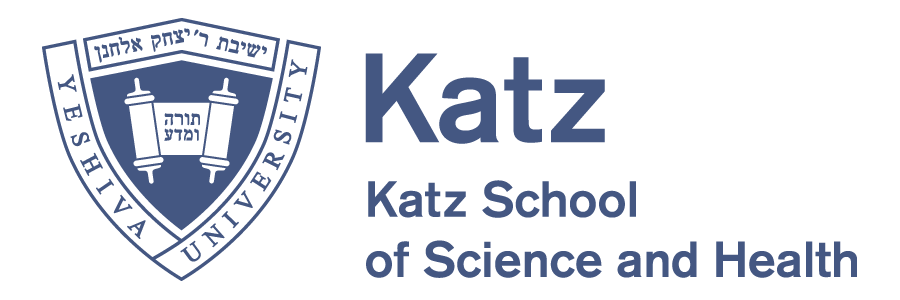 ישיבת ר׳ יצחק אלחנן
תורה
ומדע
YESHIVA UNIVERSITY
Katz
Katz School
of Science and Health